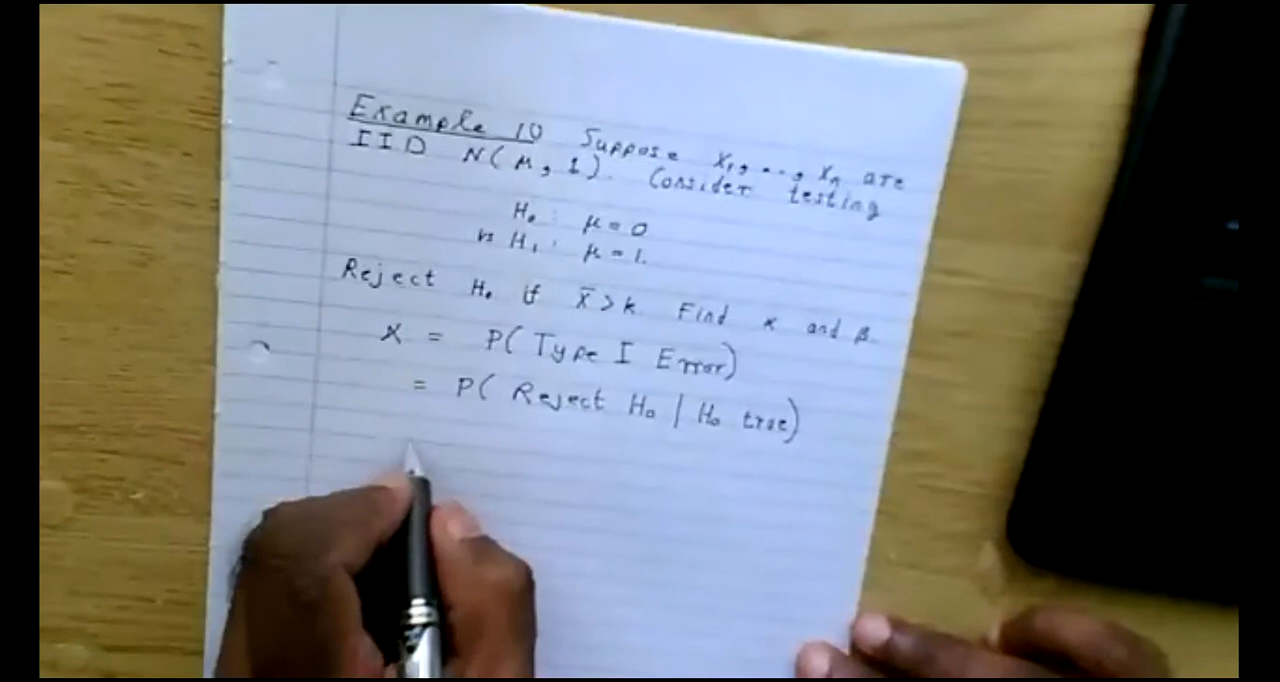 Example 10 Suppose X₁, ..., Xₙ are
IID N(μ, 1). Consider testing
H₀ : μ = 0
vs H₁ : μ = 1.
Reject H₀ if X̄ > k Find α and β.
α = P( Type I Error)
= P( Reject H₀ | H₀ true)